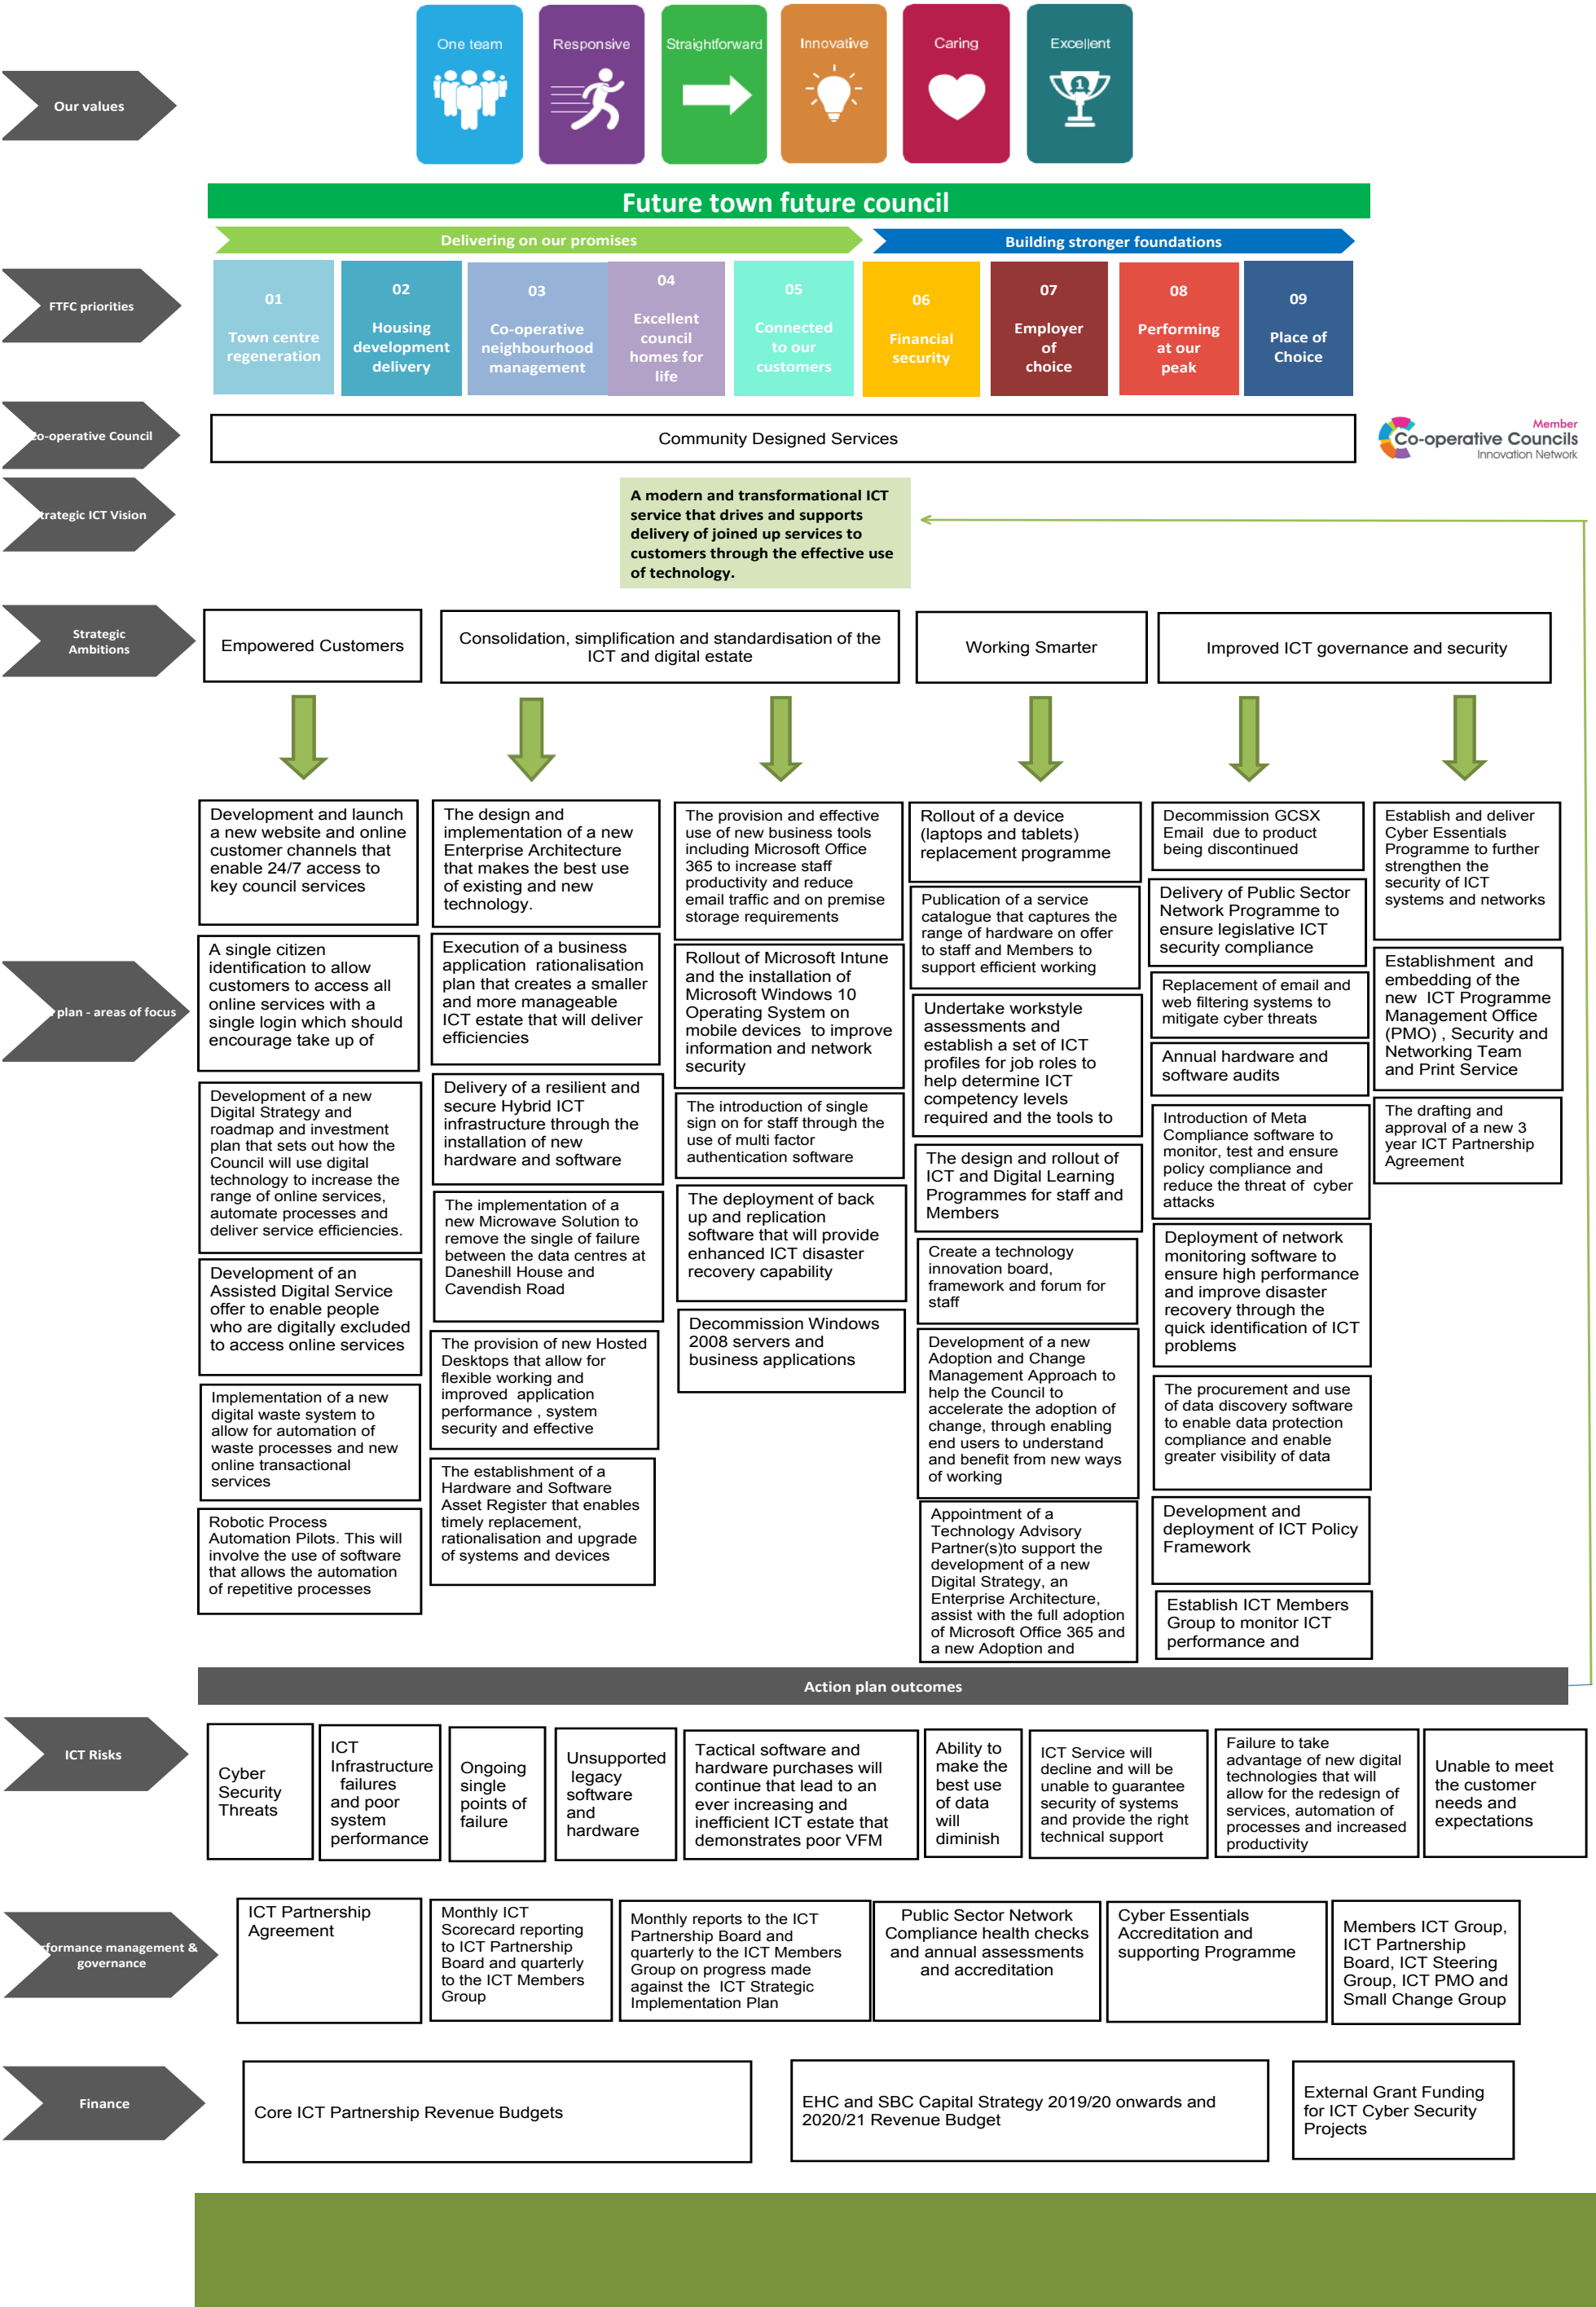 One team
Responsive
Straightforward
Innovative
Caring
Excellent
1
Our values
Future town future council
Delivering on our promises
Building stronger foundations
FTFC priorities
01
Town centre
regeneration
02
Housing
development
delivery
03
Co-operative
neighbourhood
management
04
Excellent
council
homes for
life
05
Connected
to our
customers
06
Financial
security
07
Employer
of
choice
08
Performing
at our
peak
09
Place of
Choice
o-operative Council
Community Designed Services
Member
Co-operative Councils
Innovation Network
trategic ICT Vision
A modern and transformational ICT
service that drives and supports
delivery of joined up services to
customers through the effective use
of technology.
Strategic
Ambitions
Empowered Customers
Consolidation, simplification and standardisation of the
ICT and digital estate
Working Smarter
Improved ICT governance and security
plan - areas of focus
Development and launch
a new website and online
customer channels that
enable 24/7 access to
key council services
A single citizen
identification to allow
customers to access all
online services with a
single login which should
encourage take up of
Development of a new
Digital Strategy and
roadmap and investment
plan that sets out how the
Council will use digital
technology to increase the
range of online services,
automate processes and
deliver service efficiencies.
Development of an
Assisted Digital Service
offer to enable people
who are digitally excluded
to access online services
Implementation of a new
digital waste system to
allow for automation of
waste processes and new
online transactional
services
Robotic Process
Automation Pilots. This will
involve the use of software
that allows the automation
of repetitive processes
The design and
implementation of a new
Enterprise Architecture
that makes the best use
of existing and new
technology.
Execution of a business
application rationalisation
plan that creates a smaller
and more manageable
ICT estate that will deliver
efficiencies
Delivery of a resilient and
secure Hybrid ICT
infrastructure through the
installation of new
hardware and software
The implementation of a
new Microwave Solution to
remove the single of failure
between the data centres at
Daneshill House and
Cavendish Road
The provision of new Hosted
Desktops that allow for
flexible working and
improved application
performance , system
security and effective
The establishment of a
Hardware and Software
Asset Register that enables
timely replacement,
rationalisation and upgrade
of systems and devices
The provision and effective
use of new business tools
including Microsoft Office
365 to increase staff
productivity and reduce
email traffic and on premise
storage requirements
Rollout of Microsoft Intune
and the installation of
Microsoft Windows 10
Operating System on
mobile devices to improve
information and network
security
The introduction of single
sign on for staff through the
use of multi factor
authentication software
The deployment of back
up and replication
software that will provide
enhanced ICT disaster
recovery capability
Decommission Windows
2008 servers and
business applications
Rollout of a device
(laptops and tablets)
replacement programme
Publication of a service
catalogue that captures the
range of hardware on offer
to staff and Members to
support efficient working
Undertake workstyle
assessments and
establish a set of ICT
profiles for job roles to
help determine ICT
competency levels
required and the tools to
The design and rollout of
ICT and Digital Learning
Programmes for staff and
Members
Create a technology
innovation board,
framework and forum for
staff
Development of a new
Adoption and Change
Management Approach to
help the Council to
accelerate the adoption of
change, through enabling
end users to understand
and benefit from new ways
of working
Appointment of a
Technology Advisory
Partner(s)to support the
development of a new
Digital Strategy, an
Enterprise Architecture,
assist with the full adoption
of Microsoft Office 365 and
a new Adoption and
Decommission GCSX
Email due to product
being discontinued
Delivery of Public Sector
Network Programme to
ensure legislative ICT
security compliance
Replacement of email and
web filtering systems to
mitigate cyber threats
Annual hardware and
software audits
Introduction of Meta
Compliance software to
monitor, test and ensure
policy compliance and
reduce the threat of cyber
attacks
Deployment of network
monitoring software to
ensure high performance
and improve disaster
recovery through the
quick identification of ICT
problems
The procurement and use
of data discovery software
to enable data protection
compliance and enable
greater visibility of data
Development and
deployment of ICT Policy
Framework
Establish ICT Members
Group to monitor ICT
performance and
Establish and deliver
Cyber Essentials
Programme to further
strengthen the
security of ICT
systems and networks
Establishment and
embedding of the
new ICT Programme
Management Office
(PMO) , Security and
Networking Team
and Print Service
The drafting and
approval of a new 3
year ICT Partnership
Agreement
Action plan outcomes
ICT Risks
Cyber
Security
Threats
ICT
Infrastructure
failures
and poor
system
performance
Ongoing
single
points of
failure
Unsupported
legacy
software
and
hardware
Tactical software and
hardware purchases will
continue that lead to an
ever increasing and
inefficient ICT estate that
demonstrates poor VFM
Ability to
make the
best use
of data
will
diminish
ICT Service will
decline and will be
unable to guarantee
security of systems
and provide the right
technical support
Failure to take
advantage of new digital
technologies that will
allow for the redesign of
services, automation of
processes and increased
productivity
Unable to meet
the customer
needs and
expectations
formance management &
governance
ICT Partnership
Agreement
Monthly ICT
Scorecard reporting
to ICT Partnership
Board and quarterly
to the ICT Members
Group
Monthly reports to the ICT
Partnership Board and
quarterly to the ICT Members
Group on progress made
against the ICT Strategic
Implementation Plan
Public Sector Network
Compliance health checks
and annual assessments
and accreditation
Cyber Essentials
Accreditation and
supporting Programme
Members ICT Group,
ICT Partnership
Board, ICT Steering
Group, ICT PMO and
Small Change Group
Finance
Core ICT Partnership Revenue Budgets
EHC and SBC Capital Strategy 2019/20 onwards and
2020/21 Revenue Budget
External Grant Funding
for ICT Cyber Security
Projects